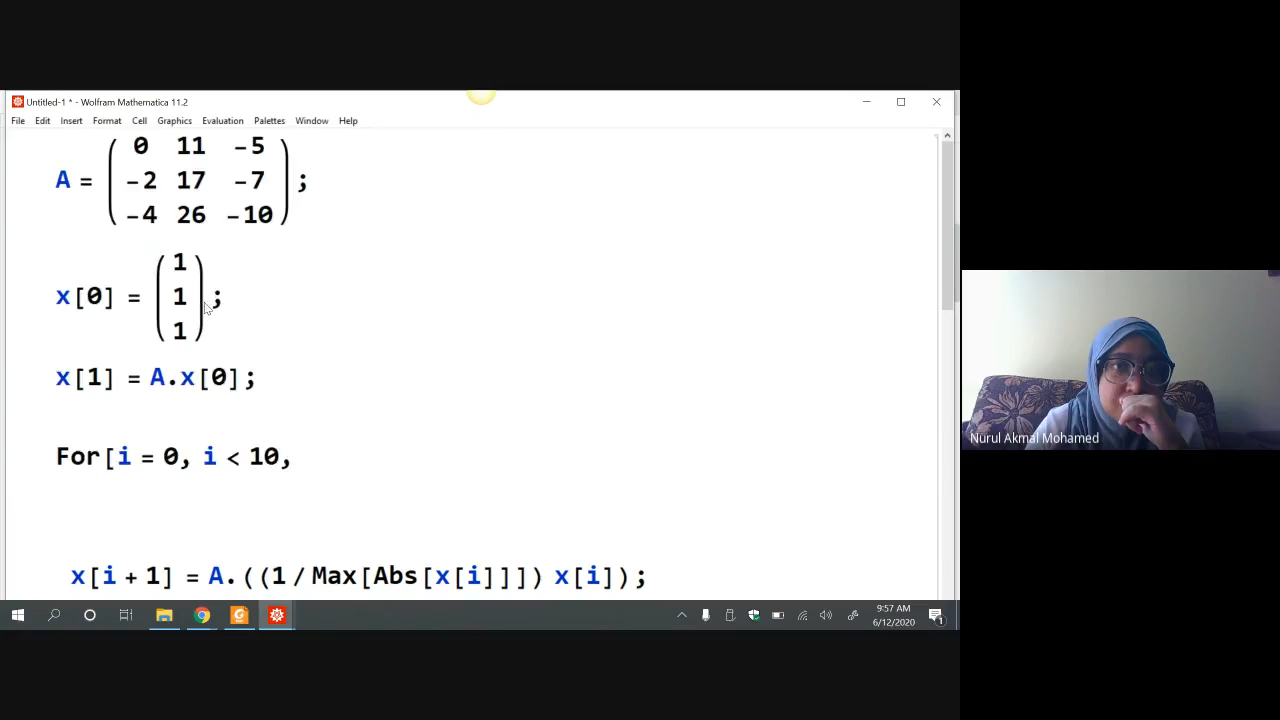 Untitled-1 * - Wolfram Mathematica 11.2
File Edit Insert Format Cell Graphics Evaluation Palettes Window Help
0 11 -5
A = -2 17 -7 ;
-4 26 -10
1
x[0] = 1 ;
1
x[1] = A.x[0];
For[i = 0, i < 10,
x[i + 1] = A.((1 / Max[Abs[x[i]]]) x[i]);
Nurul Akmal Mohamed
9:57 AM
6/12/2020
1